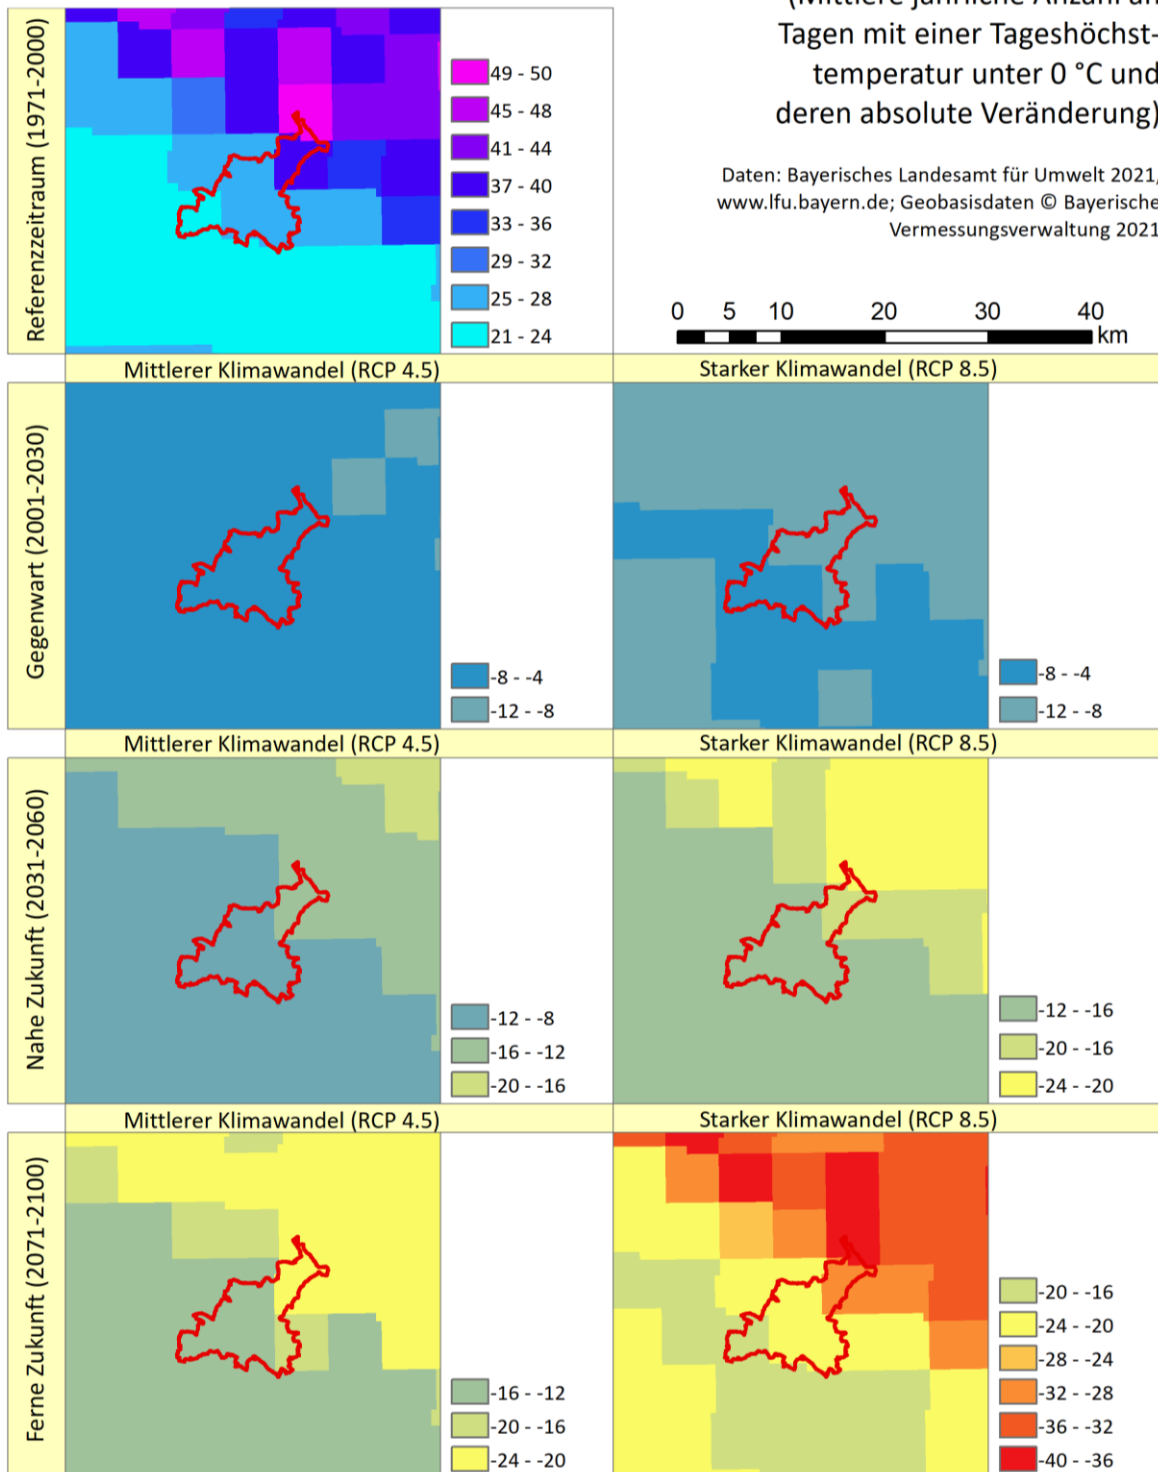 (Mittlere jährliche Anzahl an
Tagen mit einer Tageshöchst-
temperatur unter 0 °C und
deren absolute Veränderung)
Daten: Bayerisches Landesamt für Umwelt 2021,
www.lfu.bayern.de; Geobasisdaten © Bayerische
Vermessungsverwaltung 2021
Referenzzeitraum (1971-2000)
49 - 50
45 - 48
41 - 44
37 - 40
33 - 36
29 - 32
25 - 28
21 - 24
0 5 10 20 30 40
km
Mittlerer Klimawandel (RCP 4.5)
Starker Klimawandel (RCP 8.5)
Gegenwart (2001-2030)
-8 - -4
-12 - -8
-8 - -4
-12 - -8
Mittlerer Klimawandel (RCP 4.5)
Starker Klimawandel (RCP 8.5)
Nahe Zukunft (2031-2060)
-12 - -8
-16 - -12
-20 - -16
-12 - -16
-20 - -16
-24 - -20
Mittlerer Klimawandel (RCP 4.5)
Starker Klimawandel (RCP 8.5)
Ferne Zukunft (2071-2100)
-16 - -12
-20 - -16
-24 - -20
-20 - -16
-24 - -20
-28 - -24
-32 - -28
-36 - -32
-40 - -36